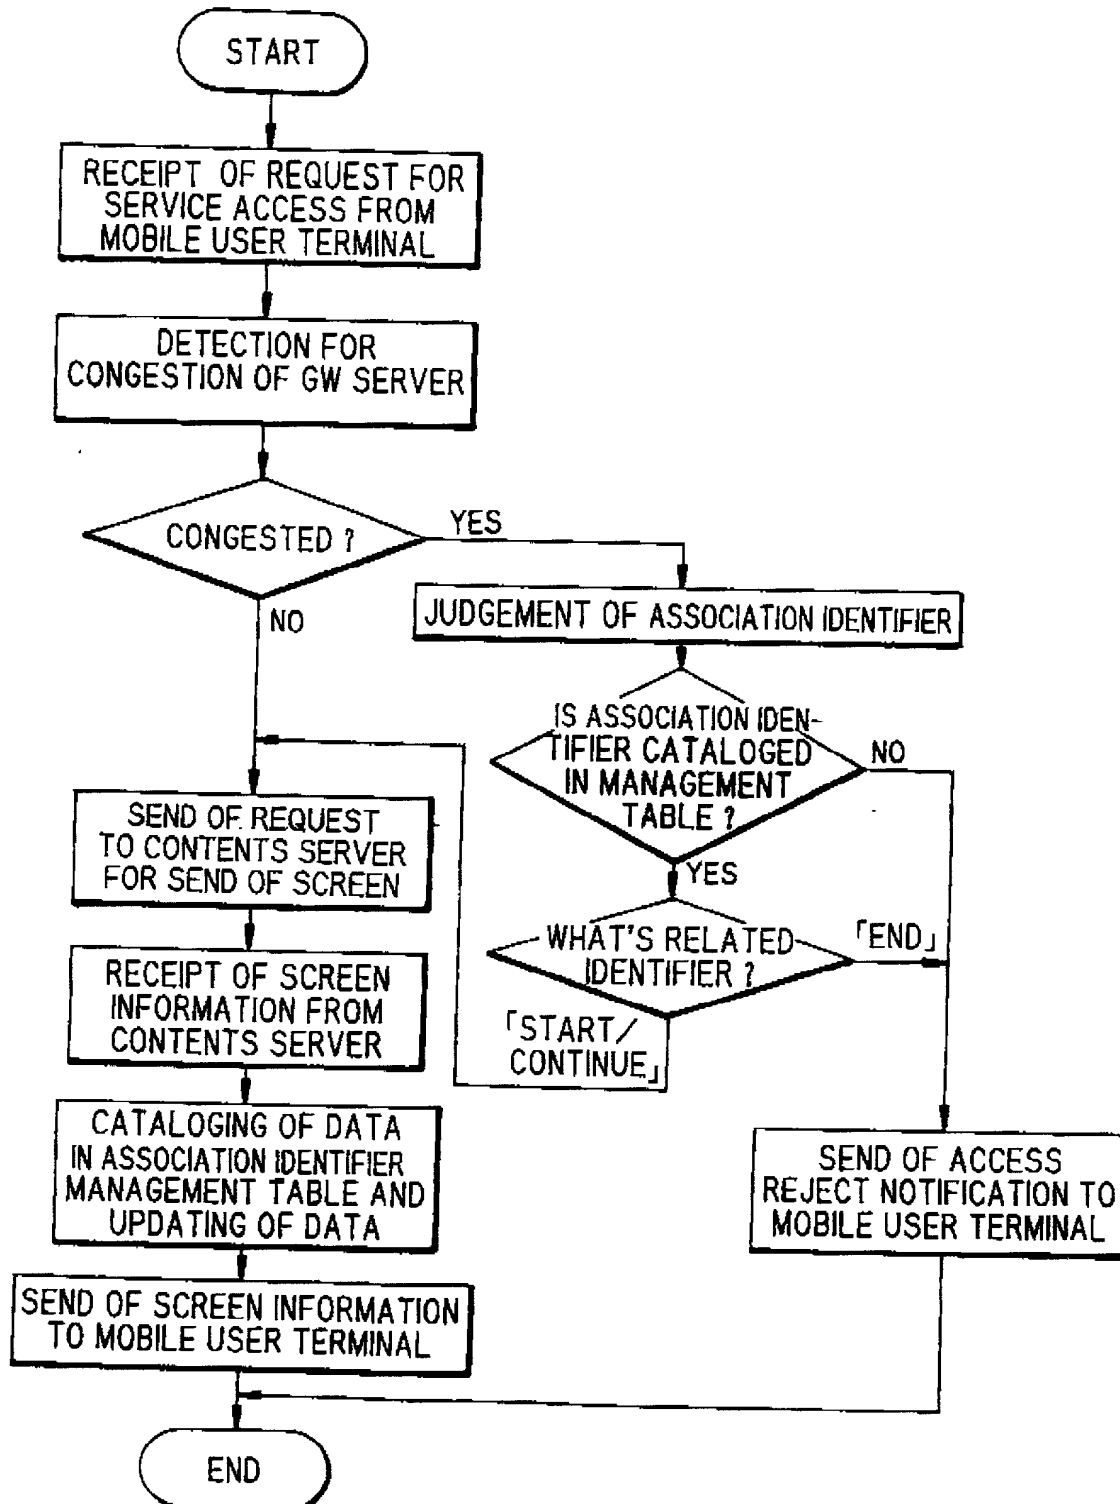 START
RECEIPT OF REQUEST FOR
SERVICE ACCESS FROM
MOBILE USER TERMINAL
DETECTION FOR
CONGESTION OF GW SERVER
CONGESTED ?
YES
NO
JUDGEMENT OF ASSOCIATION IDENTIFIER
IS ASSOCIATION IDEN-
TIFIER CATALOGED
IN MANAGEMENT
TABLE ?
NO
YES
WHAT'S RELATED
IDENTIFIER ?
「END」
「START/
CONTINUE」
SEND OF REQUEST
TO CONTENTS SERVER
FOR SEND OF SCREEN
RECEIPT OF SCREEN
INFORMATION FROM
CONTENTS SERVER
CATALOGING OF DATA
IN ASSOCIATION IDENTIFIER
MANAGEMENT TABLE AND
UPDATING OF DATA
SEND OF ACCESS
REJECT NOTIFICATION TO
MOBILE USER TERMINAL
SEND OF SCREEN INFORMATION
TO MOBILE USER TERMINAL
END